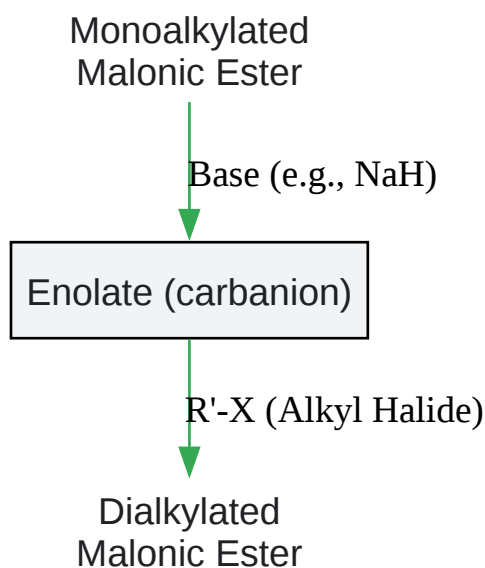 Monoalkylated
Malonic Ester
Base (e.g., NaH)
Enolate (carbanion)
R'-X (Alkyl Halide)
Dialkylated
Malonic Ester